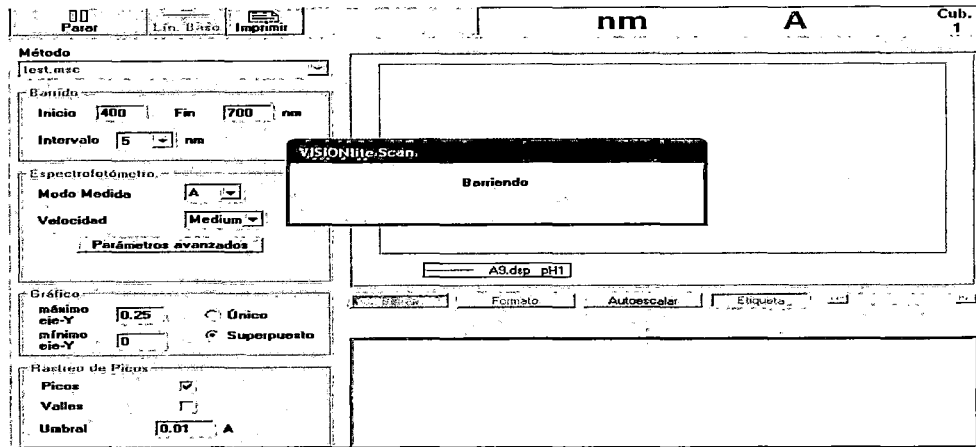 Parar
Lín. Base
Imprimir
nm
A
Cub.
1
Método
test.msc
Barrido
Inicio 400 Fin 700 nm
Intervalo 5 nm
Espectrofotómetro
Modo Medida A
Velocidad Medium
Parámetros avanzados
Gráfico
máximo
eje-Y 0.25
Único
mínimo
eje-Y 0
Superpuesto
Rastreo de Picos
Picos
Valles
Umbral 0.01 A
VISIONlite Scan
Barriendo
A9.dsp pH1
Formato
Autoescalar
Etiqueta